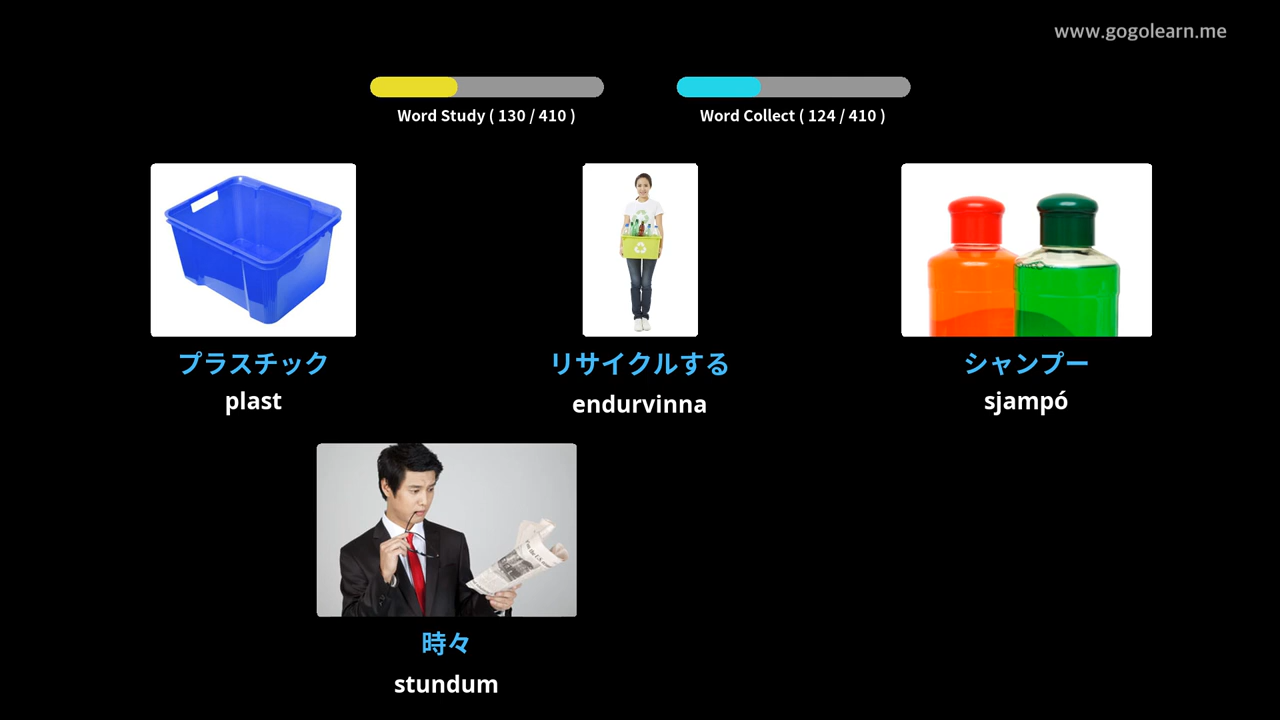 www.gogolearn.me
Word Study ( 130 / 410 )
Word Collect ( 124 / 410 )
プラスチック
plast
リサイクルする
endurvinna
シャンプー
sjampó
時々
stundum